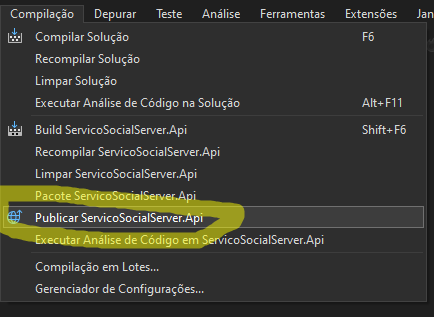 Compilação Depurar Teste Análise Ferramentas Extensões Jan
Compilar Solução F6
Recompilar Solução
Limpar Solução
Executar Análise de Código na Solução Alt+F11
Build ServicoSocialServer.Api Shift+F6
Recompilar ServicoSocialServer.Api
Limpar ServicoSocialServer.Api
Pacote ServicoSocialServer.Api
Publicar ServicoSocialServer.Api
Executar Análise de Código em ServicoSocialServer.Api
Compilação em Lotes...
Gerenciador de Configurações...